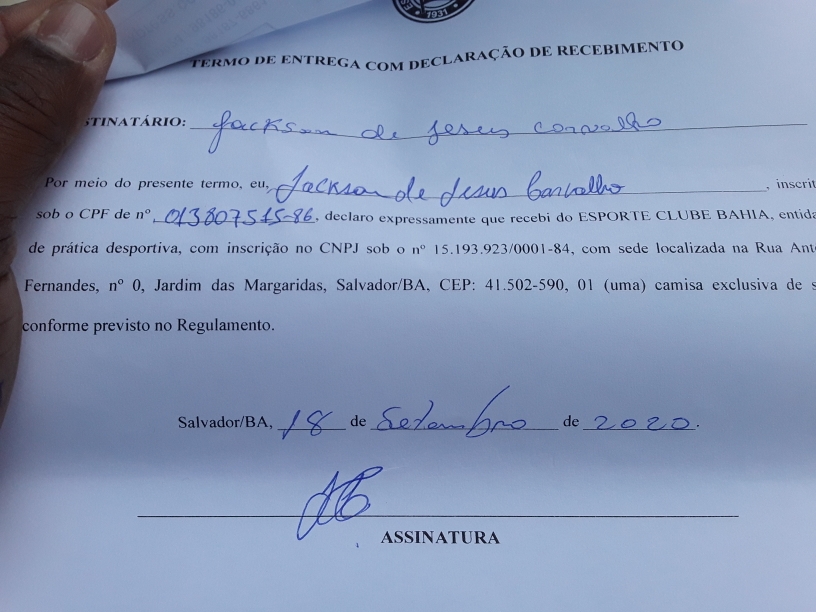 1931
TERMO DE ENTREGA COM DECLARAÇÃO DE RECEBIMENTO
STINATÁRIO: Jackson de Jesus Carvalho
Por meio do presente termo, eu, Jackson de Jesus Carvalho, inscrit
sob o CPF de nº, 013807515-86, declaro expressamente que recebi do ESPORTE CLUBE BAHIA, entida
de prática desportiva, com inscrição no CNPJ sob o nº 15.193.923/0001-84, com sede localizada na Rua Ant
Fernandes, nº 0, Jardim das Margaridas, Salvador/BA, CEP: 41.502-590, 01 (uma) camisa exclusiva de s
conforme previsto no Regulamento.
Salvador/BA, 18 de Setembro de 2020.
ASSINATURA